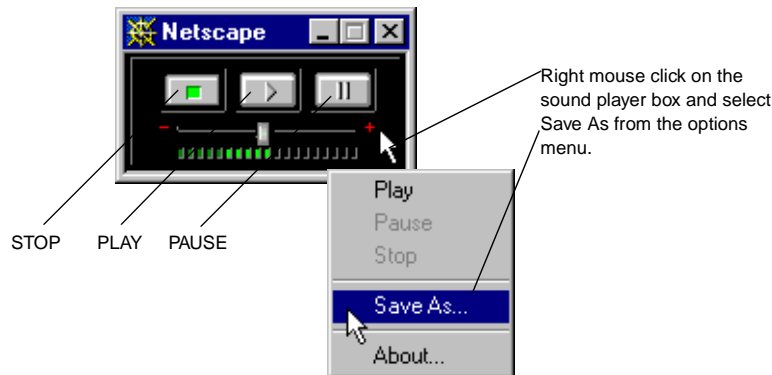 Netscape
Right mouse click on the
sound player box and select
Save As from the options
menu.
STOP PLAY PAUSE
Play
Pause
Stop
Save As...
About...